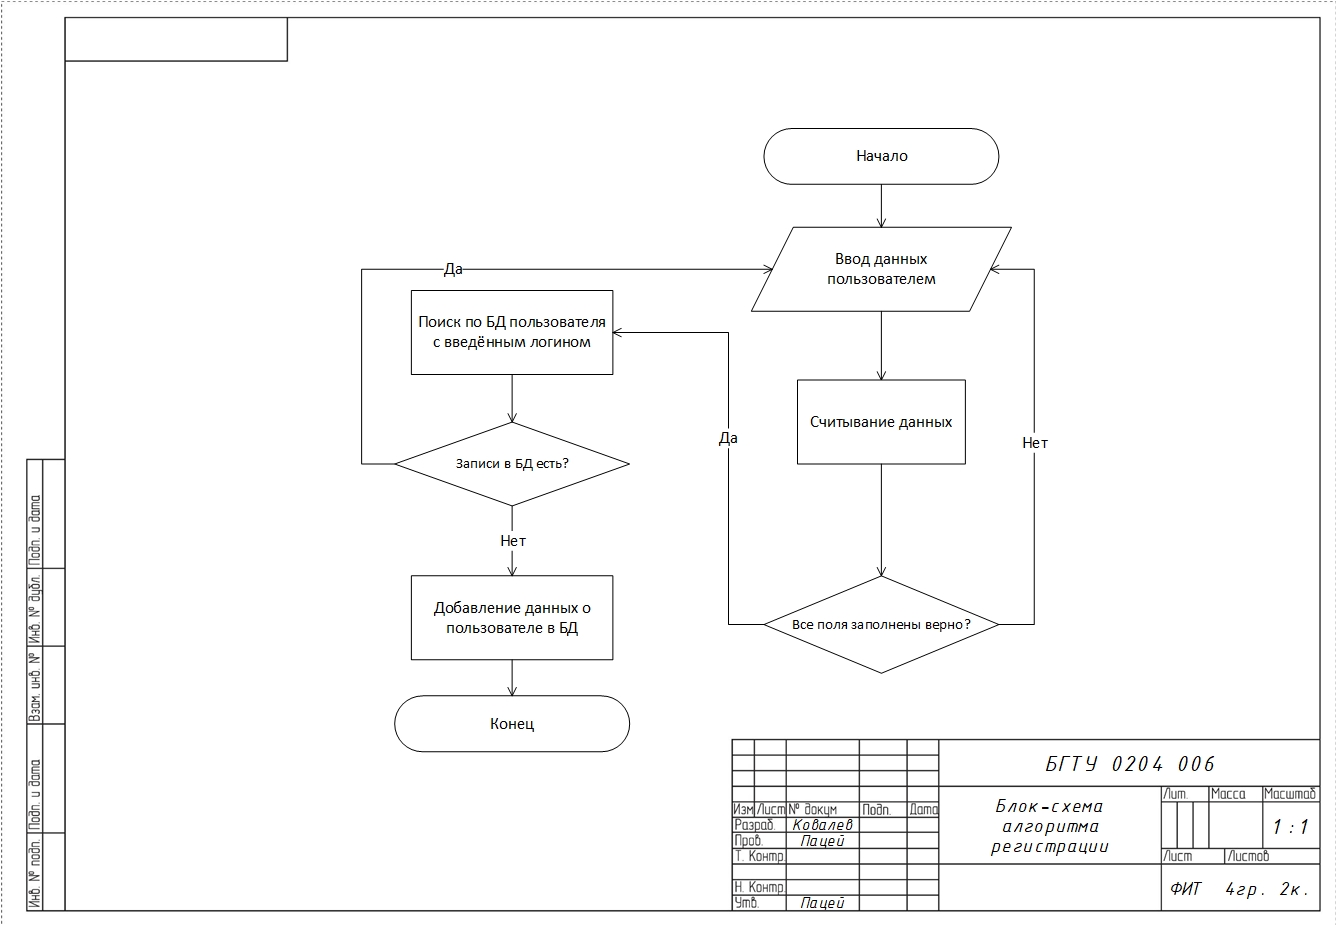 Начало
Ввод данных
пользователем
Да
Поиск по БД пользователя
с введённым логином
Считывание данных
Да
Нет
Записи в БД есть?
Нет
Добавление данных о
пользователе в БД
Все поля заполнены верно?
Конец
Подп. и дата
Инв. № дубл.
Взам. инв. №
Подп. и дата
Инв. № подп.
БГТУ 0204 006
Изм Лист № докум Подп. Дата
Разраб. Ковалев
Пров. Пацей
Т. Контр.
Н. Контр.
Утв. Пацей
Блок-схема
алгоритма
регистрации
Лит. Масса Масштаб
1 : 1
Лист Листов
ФИТ 4гр. 2к.